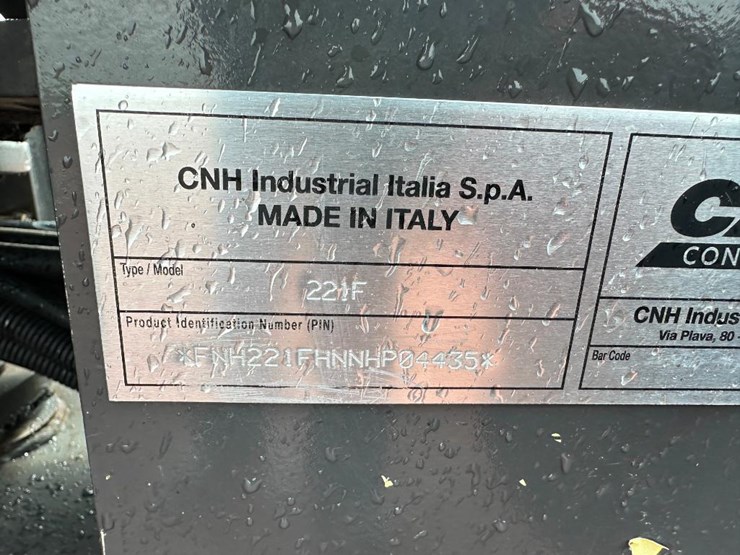 CNH Industrial Italia S.p.A.
MADE IN ITALY
Type / Model
221F
Product Identification Number (PIN)
*FNH221FHNNHP04435*
CON
CNH Indus
Via Plava, 80 -
Bar Code